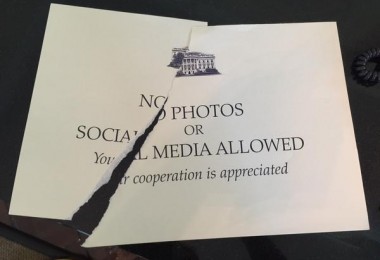 NO PHOTOS
OR
SOCIAL MEDIA ALLOWED
Your cooperation is appreciated